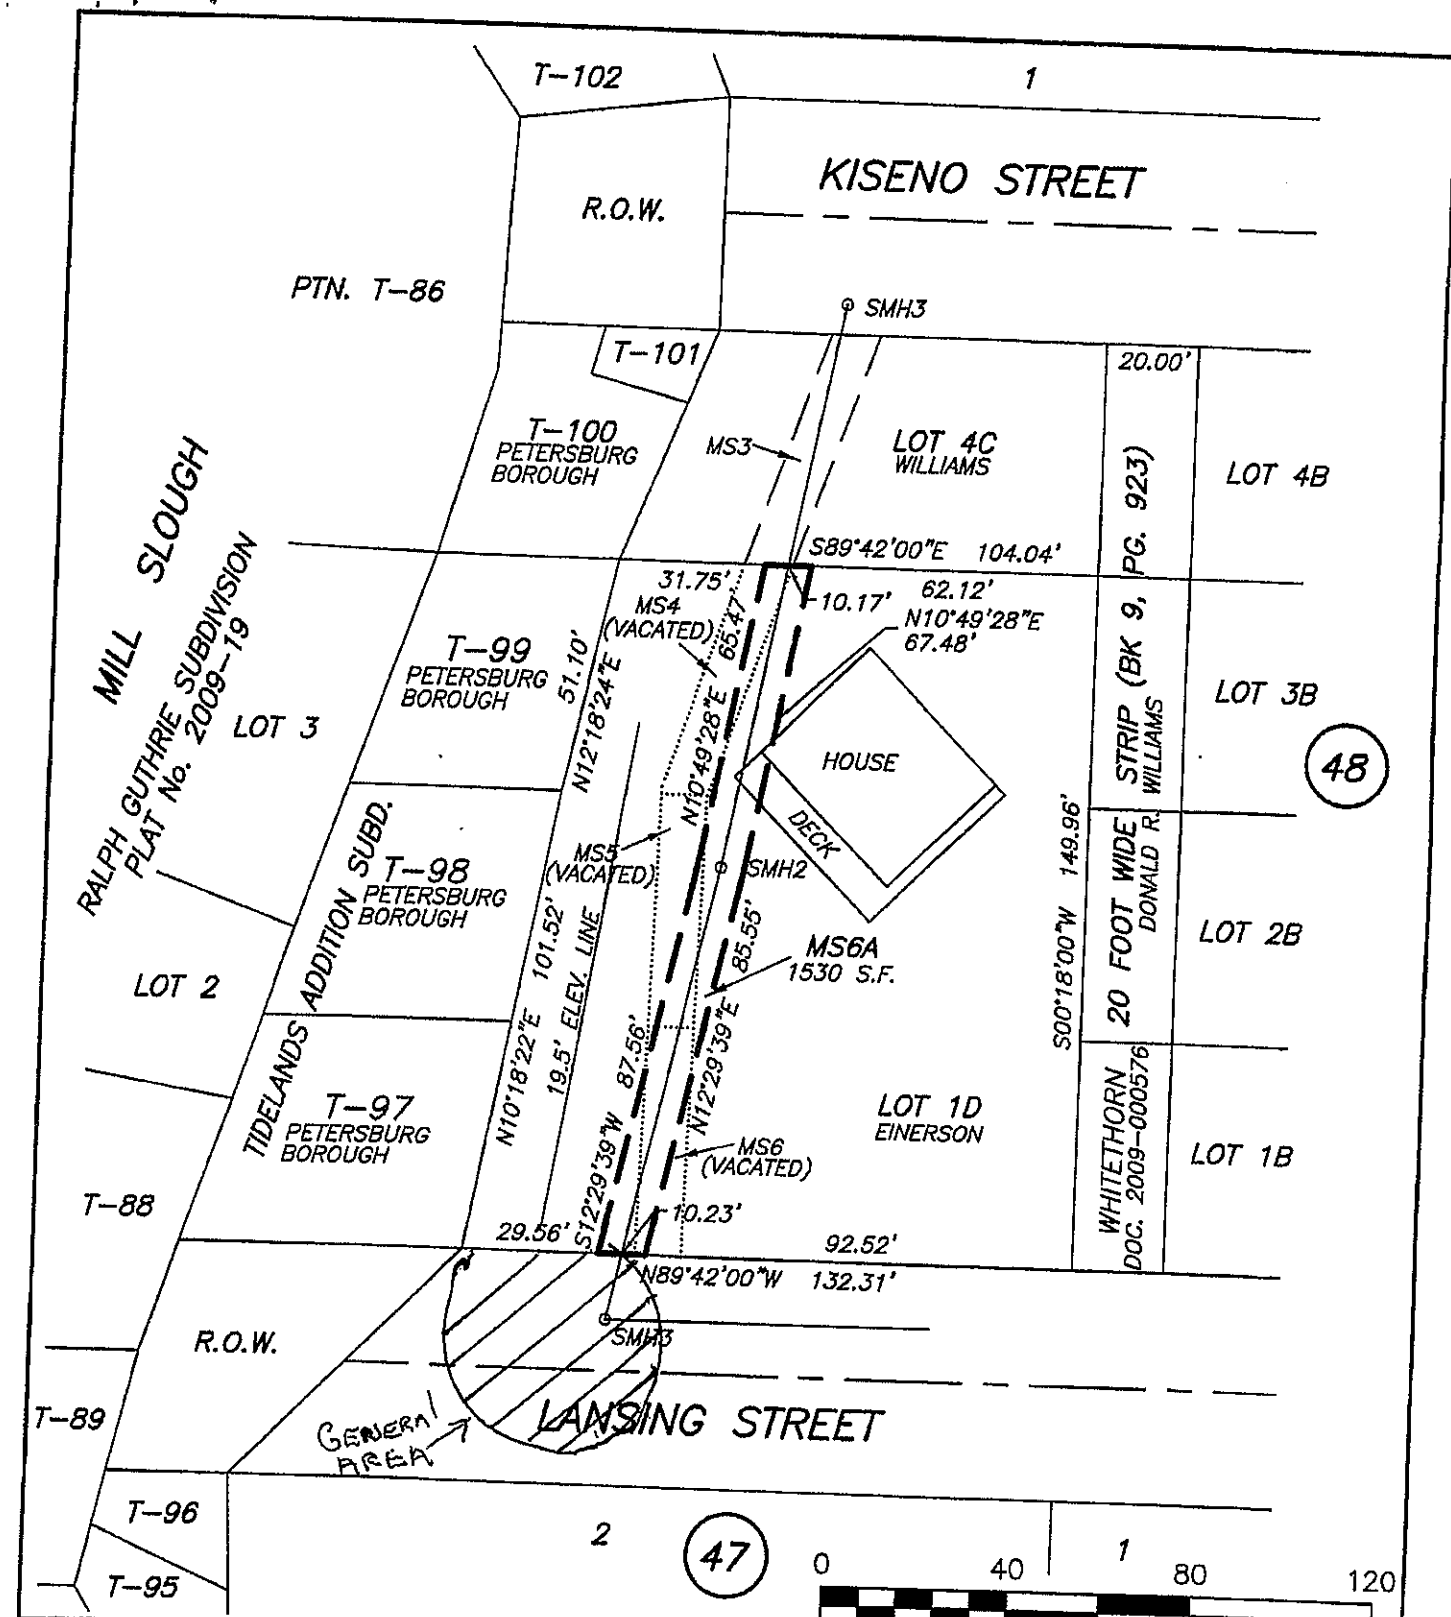 T-102
1
KISENO STREET
R.O.W.
PTN. T-86
SMH3
T-101
20.00'
T-100
PETERSBURG
BOROUGH
MS3
LOT 4C
WILLIAMS
LOT 4B
MILL SLOUGH
RALPH GUTHRIE SUBDIVISION
PLAT No. 2009-19
S89°42'00"E 104.04'
31.75'
62.12'
10.17'
MS4
(VACATED)
65.47'
N10°49'28"E
N10°49'28"E
67.48'
T-99
PETERSBURG
BOROUGH
51.10'
N12°18'24"E
LOT 3
LOT 3B
48
HOUSE
DECK
20 FOOT WIDE STRIP (BK 9, PG. 923)
DONALD R. WILLIAMS
S00°18'00"W 149.96'
MS5
(VACATED)
SMH2
T-98
PETERSBURG
BOROUGH
TIDELANDS ADDITION SUBD.
N10°18'22"E 101.52'
19.5' ELEV. LINE
MS6A
1530 S.F.
85.55'
N12°29'39"E
LOT 2B
LOT 2
87.56'
S12°29'39"W
T-97
PETERSBURG
BOROUGH
LOT 1D
EINERSON
WHITETHORN
DOC. 2009-000576
LOT 1B
MS6
(VACATED)
T-88
29.56'
10.23'
92.52'
N89°42'00"W 132.31'
R.O.W.
SMH3
T-89
GENERAL
AREA
LANSING STREET
T-96
2
47
1
T-95
0 40 80 120